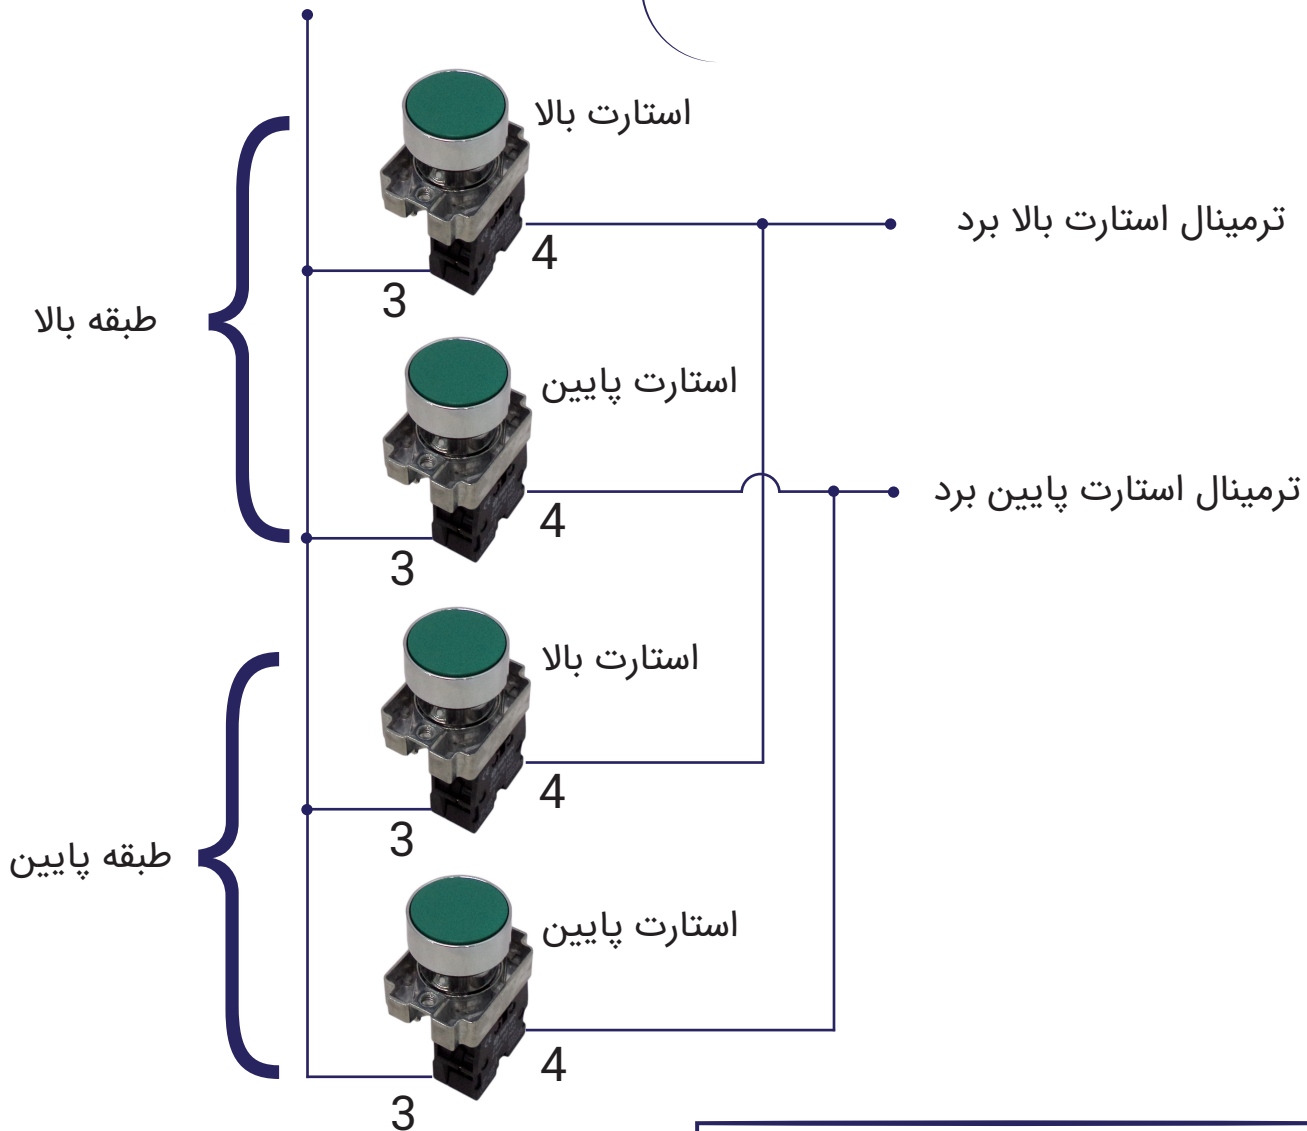 استارت بالا
ترمینال استارت بالا برد
4
3
طبقه بالا
استارت پایین
ترمینال استارت پایین برد
4
3
استارت بالا
4
3
طبقه پایین
استارت پایین
4
3